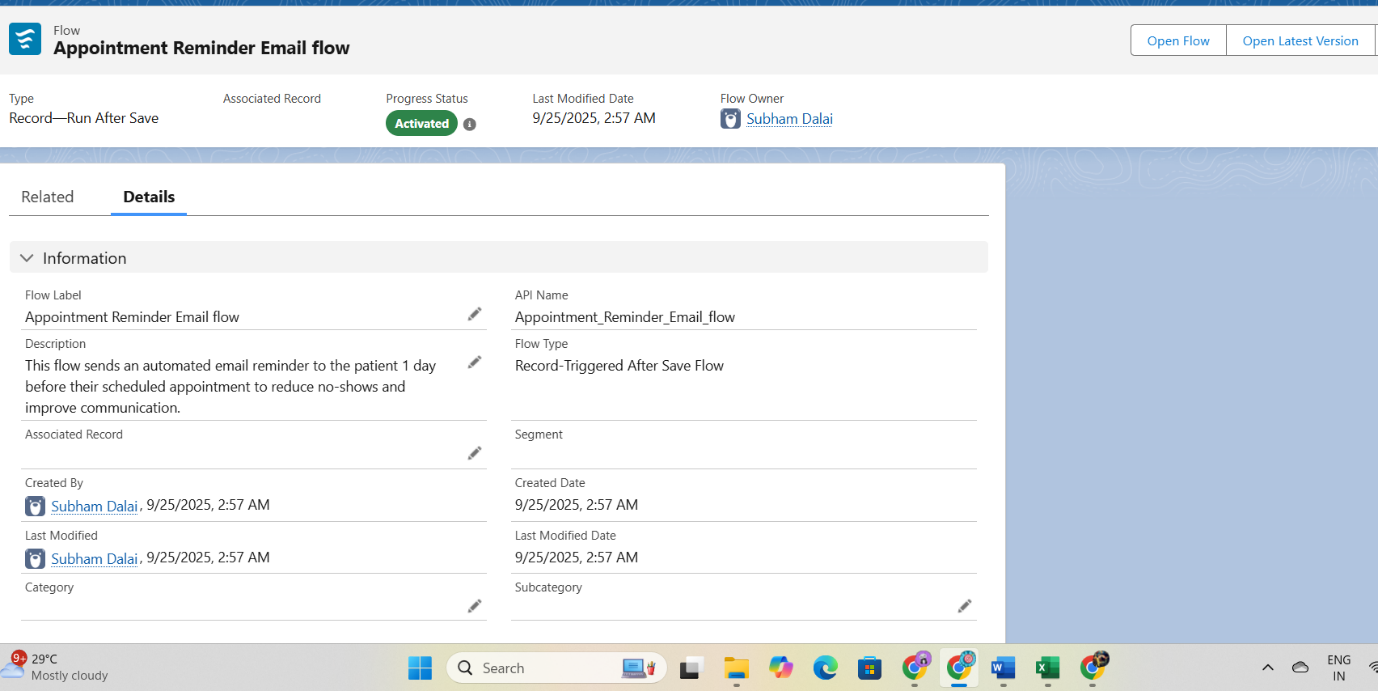 Flow
Appointment Reminder Email flow
Open Flow
Open Latest Version
Type
Record—Run After Save
Associated Record
Progress Status
Activated
Last Modified Date
9/25/2025, 2:57 AM
Flow Owner
Subham Dalai
Related
Details
Information
Flow Label
Appointment Reminder Email flow
API Name
Appointment_Reminder_Email_flow
Description
This flow sends an automated email reminder to the patient 1 day
before their scheduled appointment to reduce no-shows and
improve communication.
Flow Type
Record-Triggered After Save Flow
Associated Record
Segment
Created By
Subham Dalai, 9/25/2025, 2:57 AM
Created Date
9/25/2025, 2:57 AM
Last Modified
Subham Dalai, 9/25/2025, 2:57 AM
Last Modified Date
9/25/2025, 2:57 AM
Category
Subcategory
9+
29°C
Mostly cloudy
Search
ENG
IN